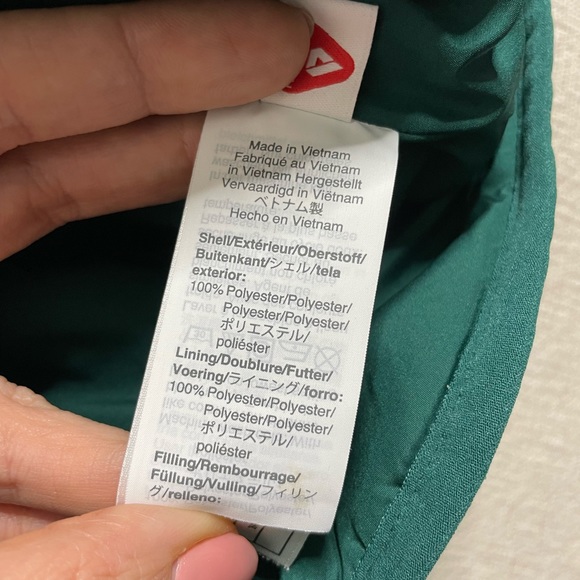 Made in Vietnam
Fabriqué au Vietnam
in Vietnam Hergestellt
Vervaardigd in Viëtnam
ベトナム製
Hecho en Vietnam
Shell/Extérieur/Oberstoff/
Buitenkant/シェル/tela
exterior:
100% Polyester/Polyester/
Polyester/Polyester/
ポリエステル/
poliéster
Lining/Doublure/Futter/
Voering/ライニング/forro:
100% Polyester/Polyester/
Polyester/Polyester/
ポリエステル/
poliéster
Filling/Rembourrage/
Füllung/Vulling/フィリン
グ/relleno: